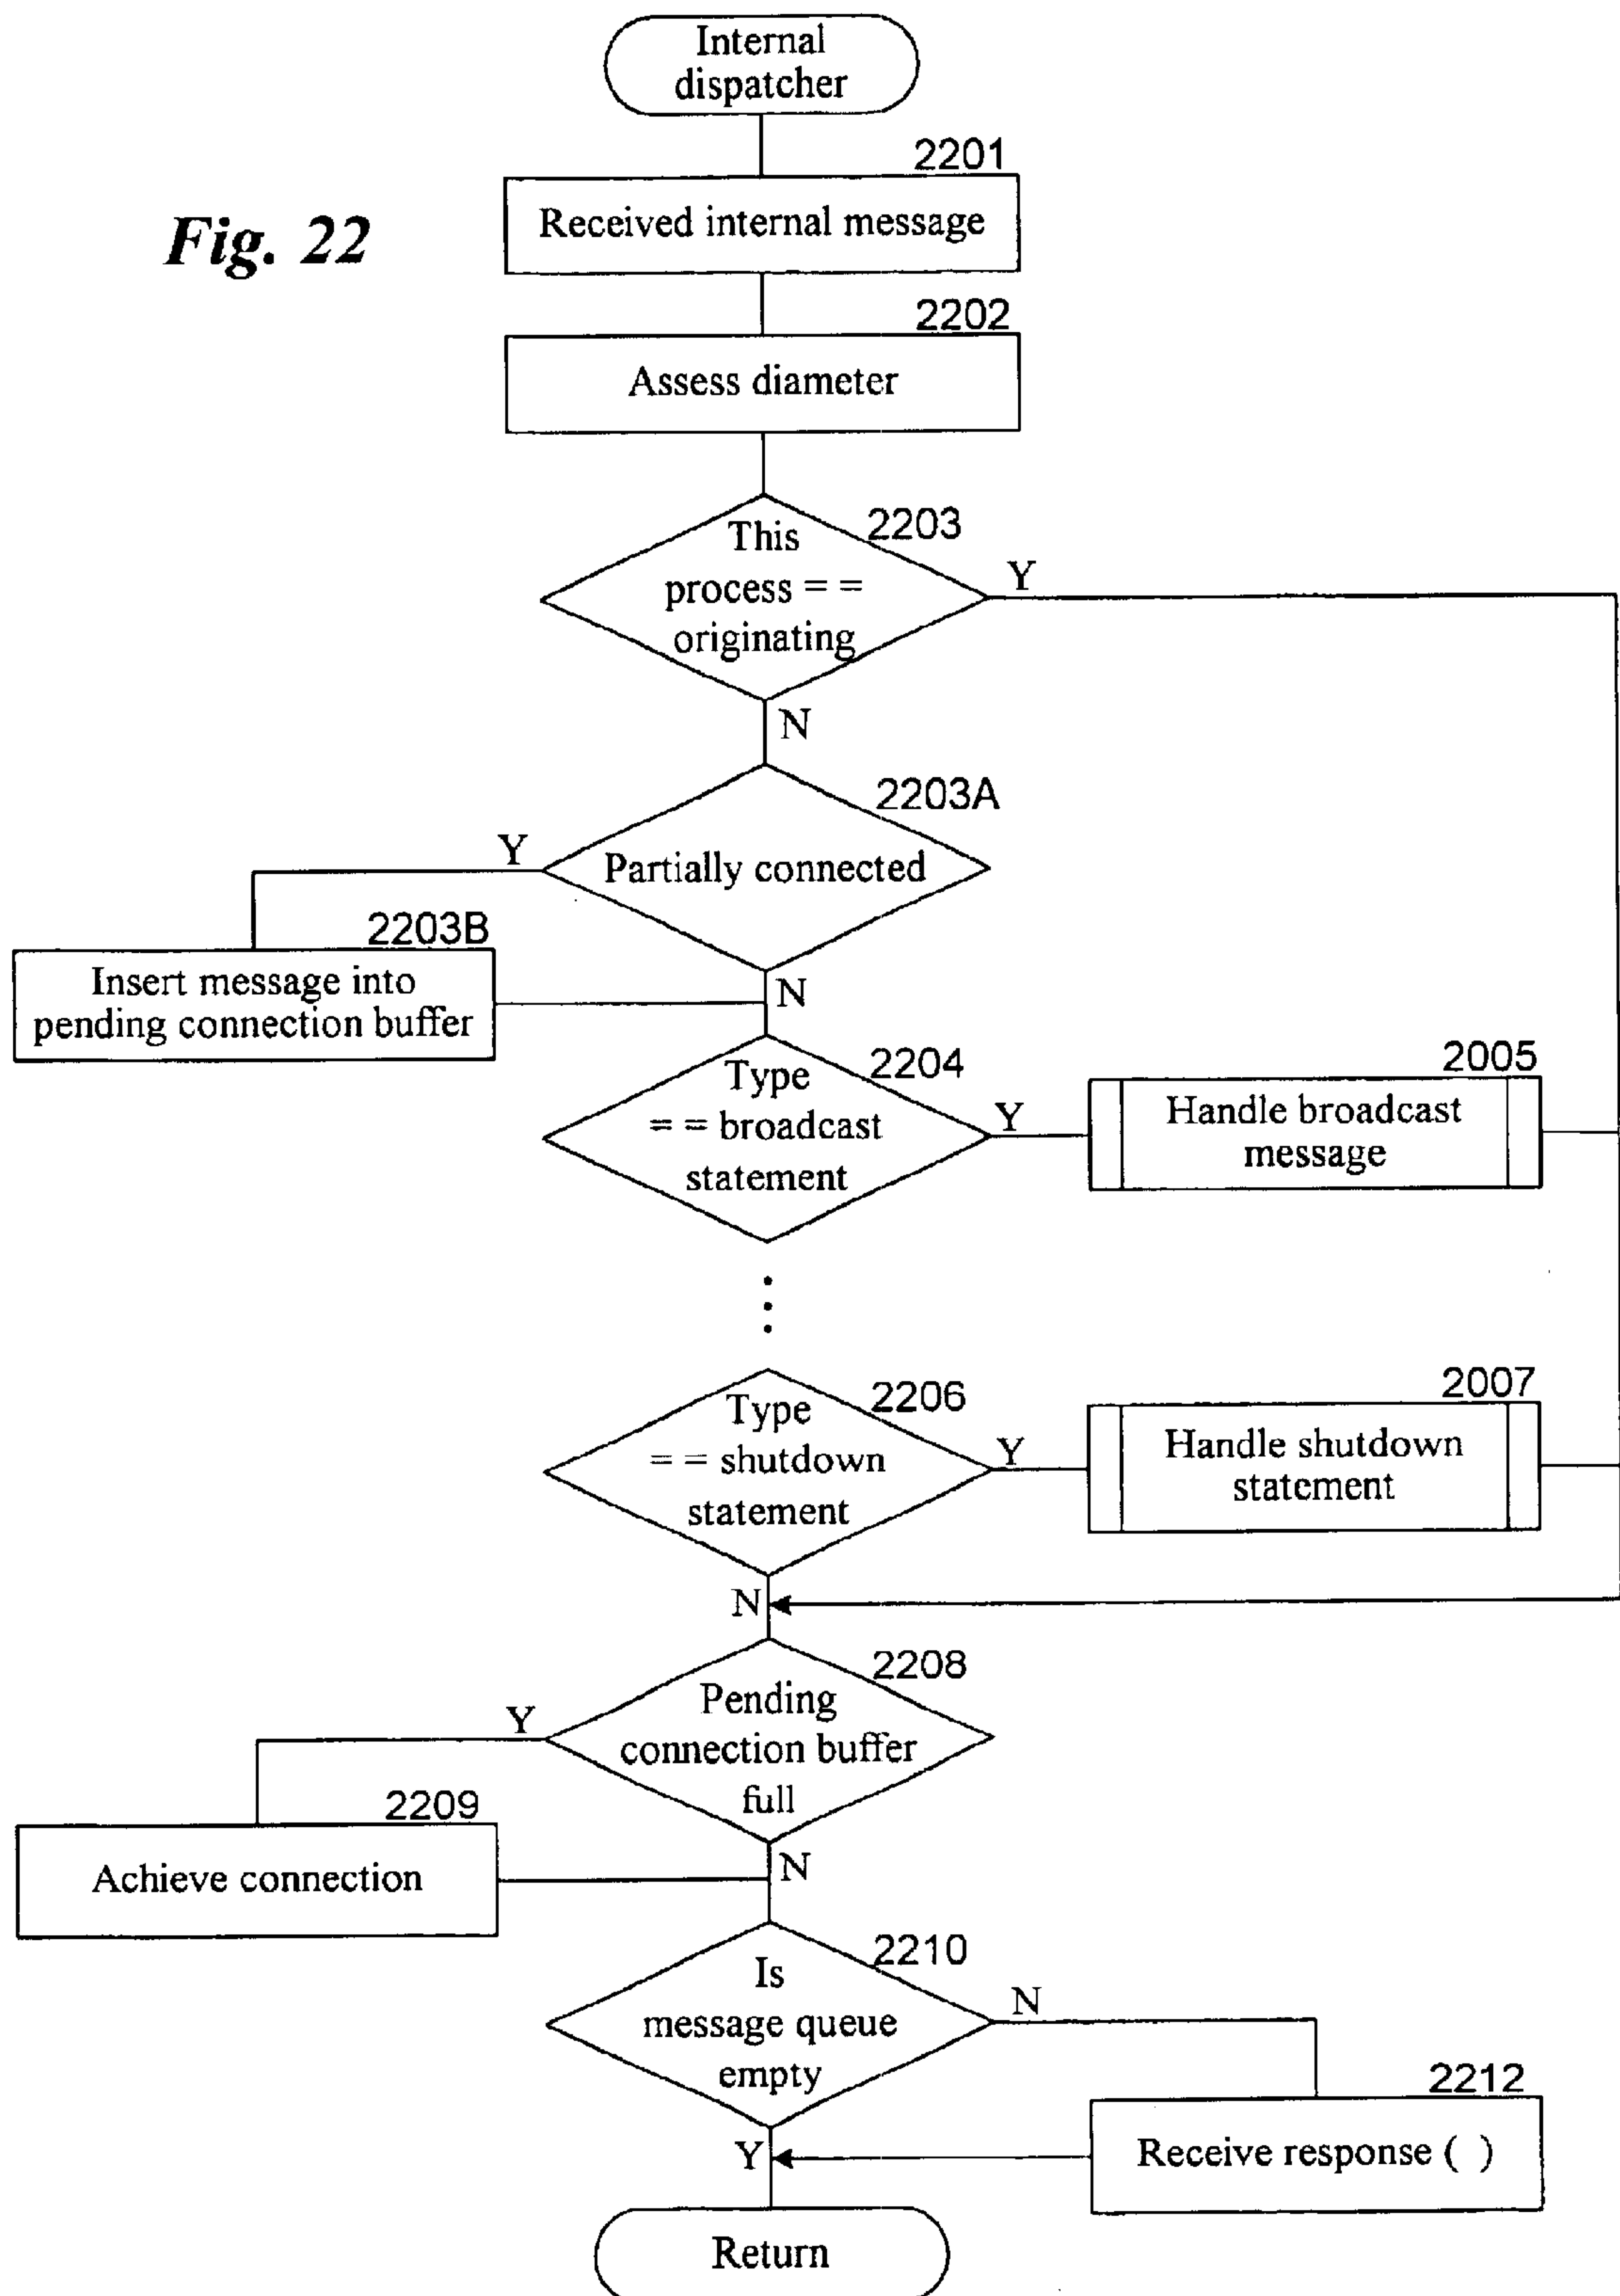 Internal
dispatcher
2201
Received internal message
Fig. 22
2202
Assess diameter
2203
This
process = =
originating
Y
N
2203A
Partially connected
Y
N
2203B
Insert message into
pending connection buffer
2204
Type
= = broadcast
statement
Y
2005
Handle broadcast
message
2206
Type
= = shutdown
statement
Y
2007
Handle shutdown
statement
N
2208
Pending
connection buffer
full
Y
N
2209
Achieve connection
2210
Is
message queue
empty
N
2212
Receive response ( )
Y
Return